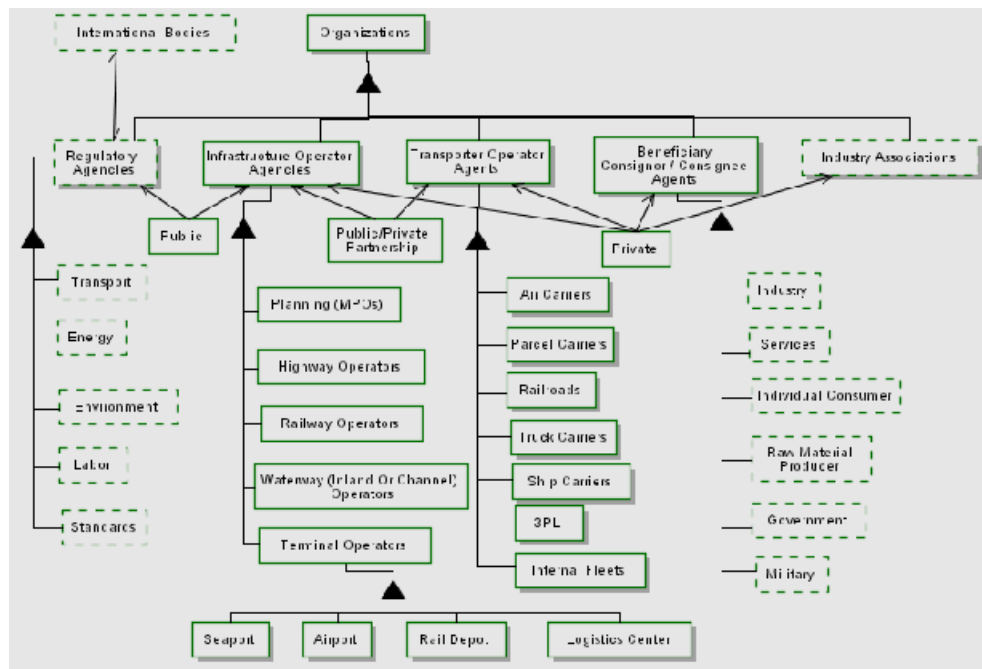 International Bodies
Organizations
Regulatory
Agencies
Infrastructure Operator
Agencies
Transporter Operator
Agents
Beneficiary
Consignor / Consignee
Agents
Industry Associations
Public
Public/Private
Partnership
Private
Transport
Energy
Environment
Labor
Standards
Planning (MPOs)
Highway Operators
Railway Operators
Waterway (Inland Or Channel)
Operators
Terminal Operators
Air Carriers
Parcel Carriers
Railroads
Truck Carriers
Ship Carriers
3PL
Internal Fleets
Industry
Services
Individual Consumer
Raw Material
Producer
Government
Military
Seaport
Airport
Rail Depot
Logistics Center